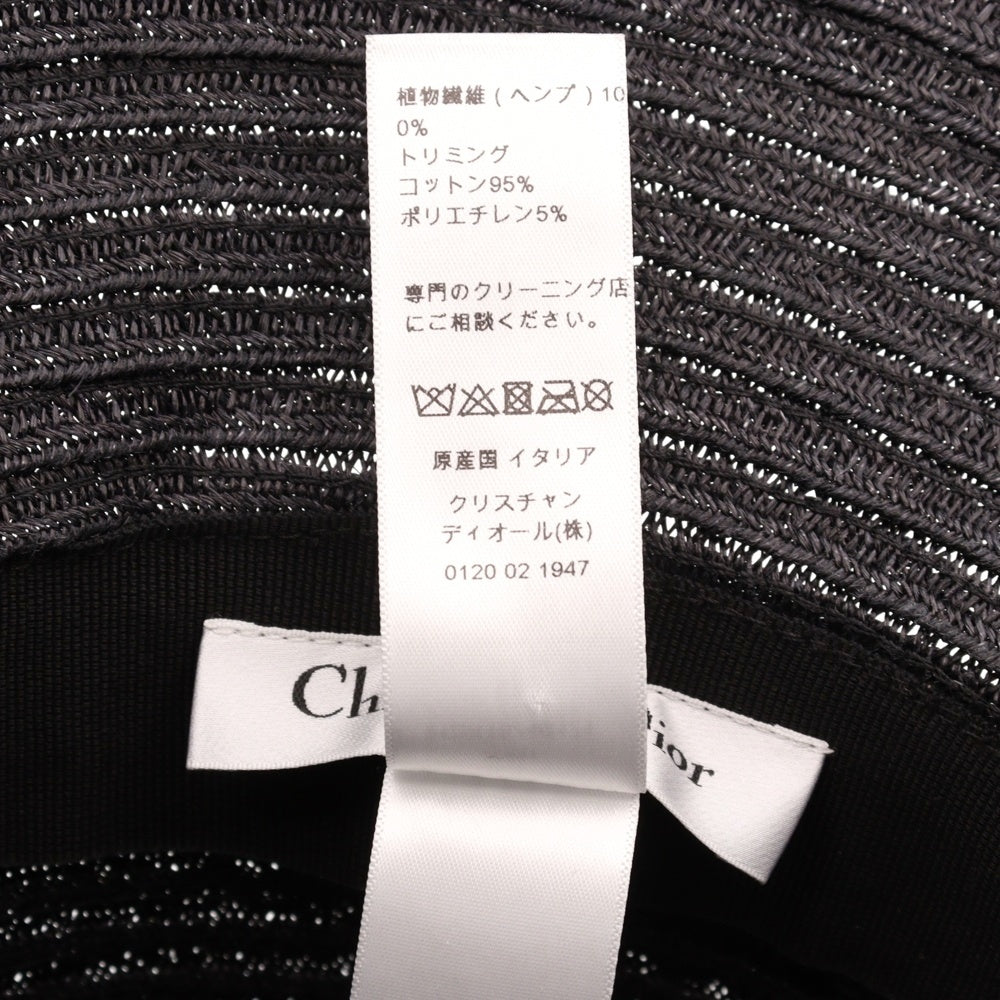 植物繊維(ヘンプ)10
0%
トリミング
コットン95%
ポリエチレン5%
専門のクリーニング店
にご相談ください。
原産国 イタリア
クリスチャン
ディオール(株)
0120 02 1947
Ch
ior